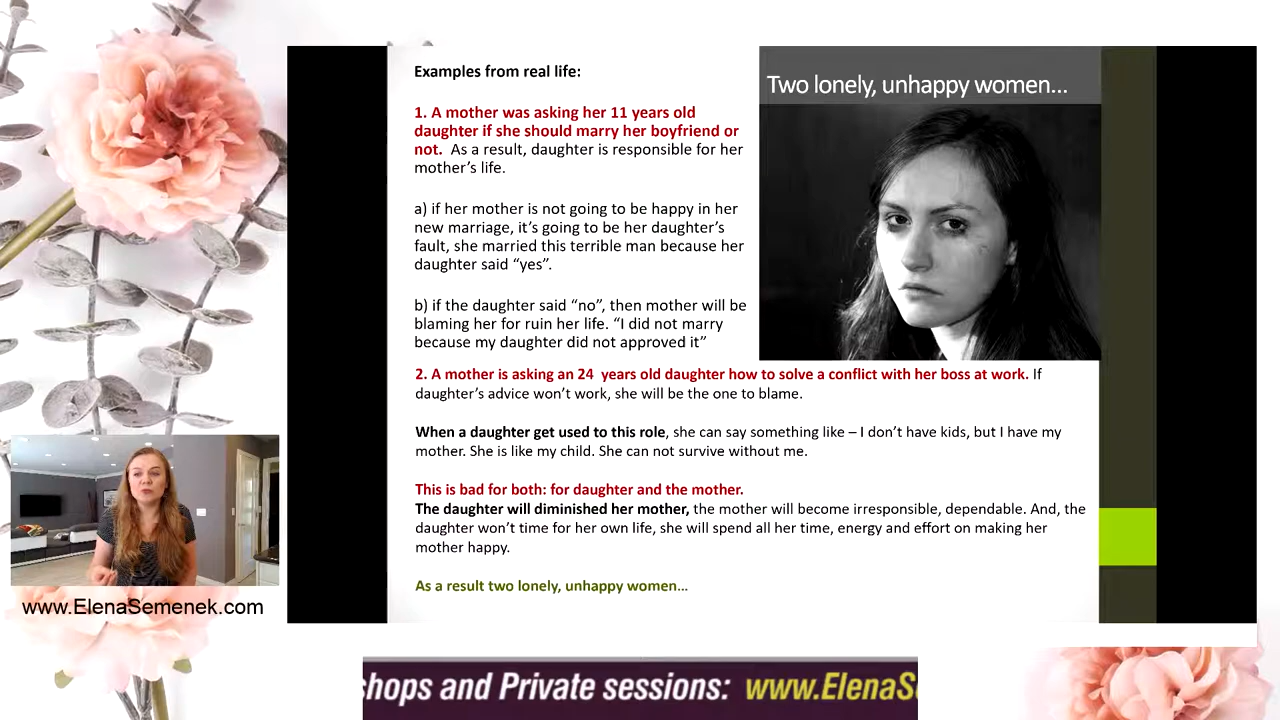 Examples from real life:
Two lonely, unhappy women...
1. A mother was asking her 11 years old
daughter if she should marry her boyfriend or
not. As a result, daughter is responsible for her
mother’s life.
a) if her mother is not going to be happy in her
new marriage, it’s going to be her daughter’s
fault, she married this terrible man because her
daughter said “yes”.
b) if the daughter said “no”, then mother will be
blaming her for ruin her life. “I did not marry
because my daughter did not approved it”
2. A mother is asking an 24 years old daughter how to solve a conflict with her boss at work. If
daughter’s advice won’t work, she will be the one to blame.
When a daughter get used to this role, she can say something like – I don’t have kids, but I have my
mother. She is like my child. She can not survive without me.
This is bad for both: for daughter and the mother.
The daughter will diminished her mother, the mother will become irresponsible, dependable. And, the
daughter won’t time for her own life, she will spend all her time, energy and effort on making her
mother happy.
As a result two lonely, unhappy women...
www.ElenaSemenek.com
shops and Private sessions: www.ElenaS